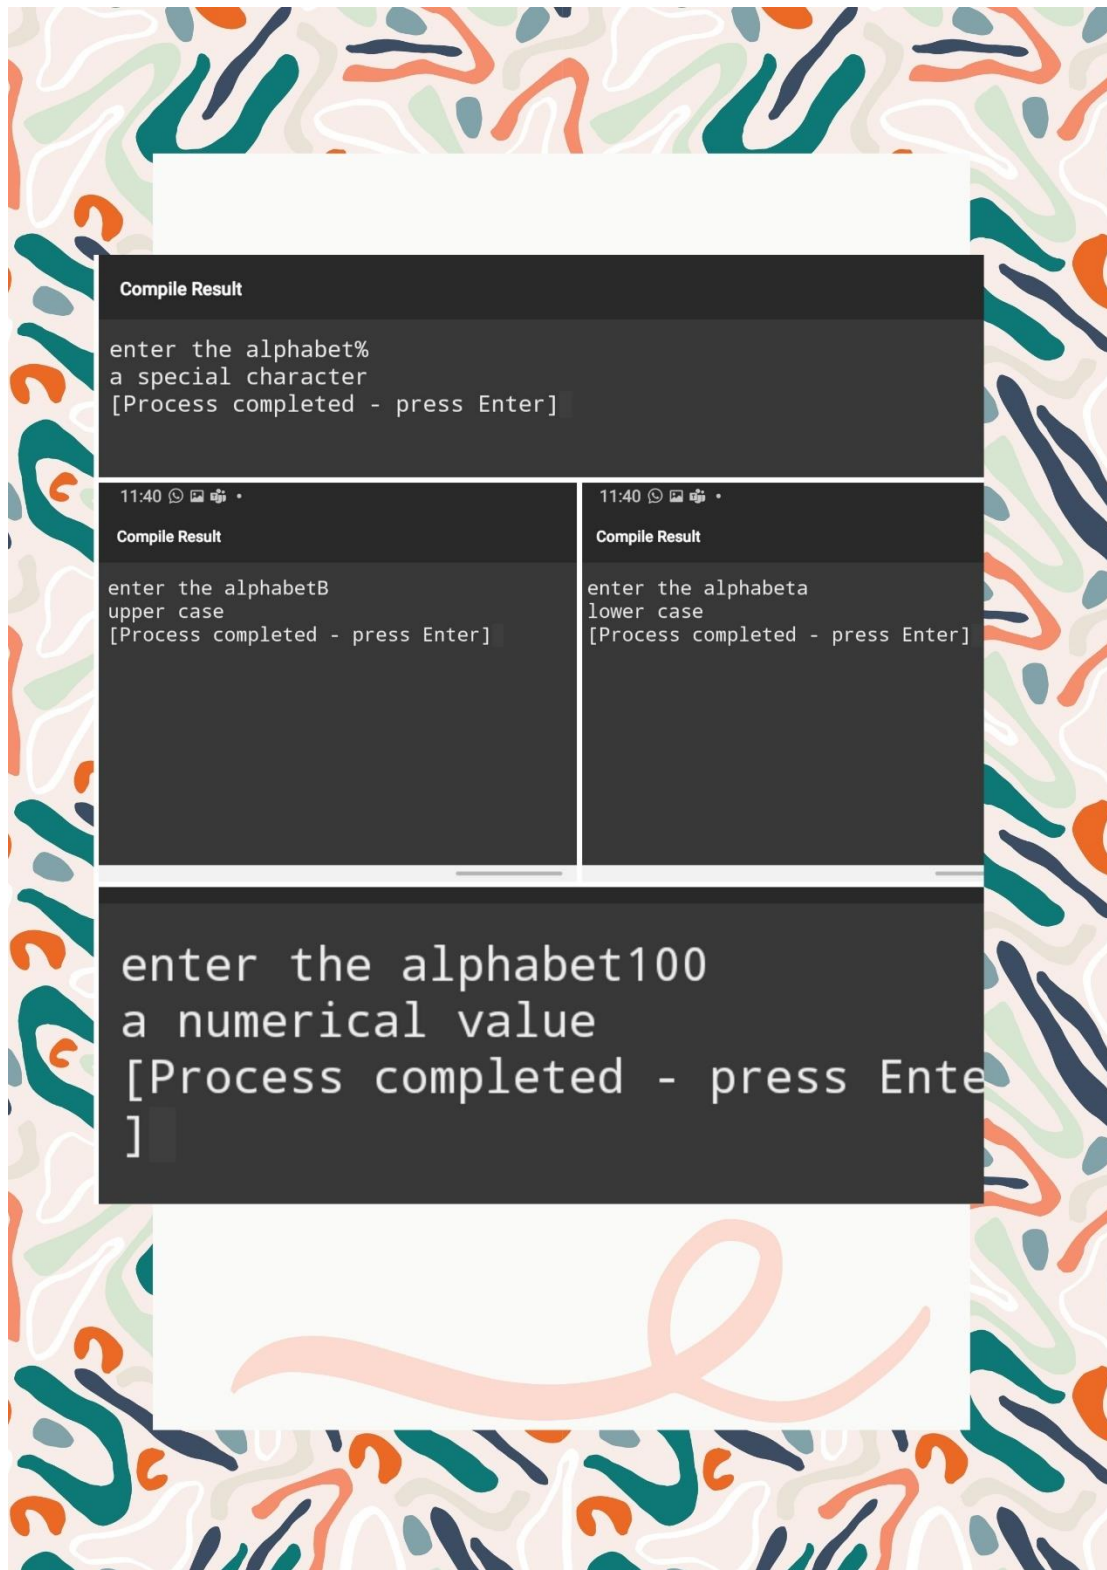 Compile Result
enter the alphabet%
a special character
[Process completed - press Enter]
11:40
Compile Result
enter the alphabetB
upper case
[Process completed - press Enter]
11:40
Compile Result
enter the alphabeta
lower case
[Process completed - press Enter]
enter the alphabet100
a numerical value
[Process completed - press Ente
]